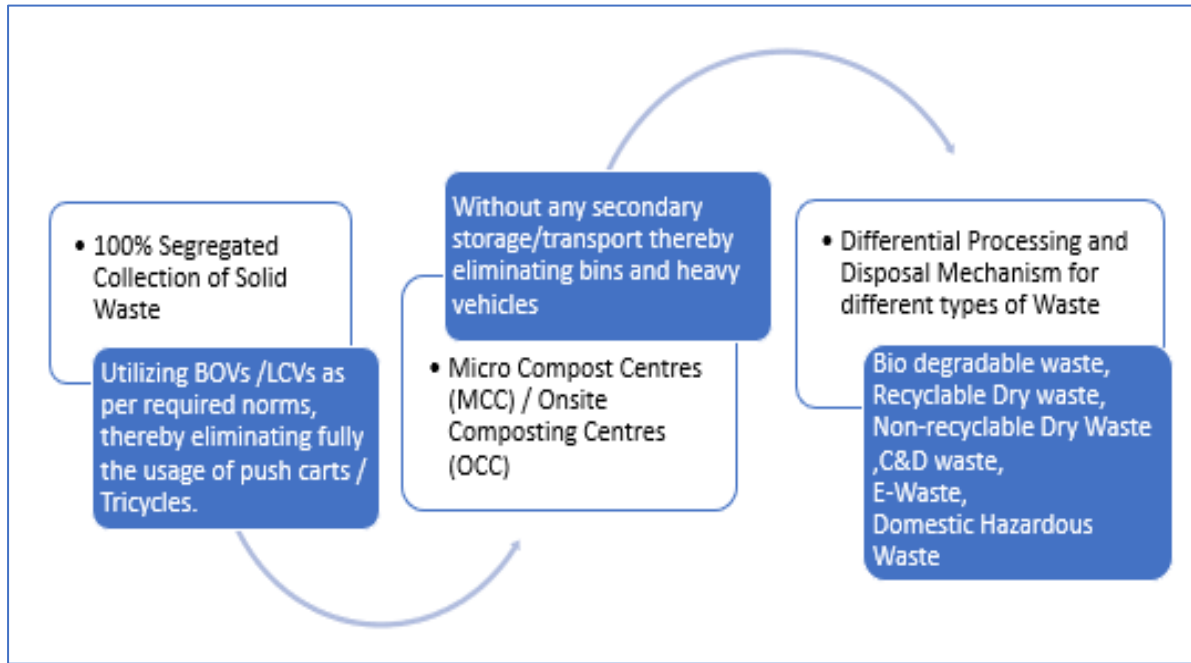 • 100% Segregated
Collection of Solid
Waste
Utilizing BOVs /LCVs as
per required norms,
thereby eliminating fully
the usage of push carts /
Tricycles.
Without any secondary
storage/transport thereby
eliminating bins and heavy
vehicles
• Micro Compost Centres
(MCC) / Onsite
Composting Centres
(OCC)
• Differential Processing and
Disposal Mechanism for
different types of Waste
Bio degradable waste,
Recyclable Dry waste,
Non-recyclable Dry Waste
,C&D waste,
E-Waste,
Domestic Hazardous
Waste